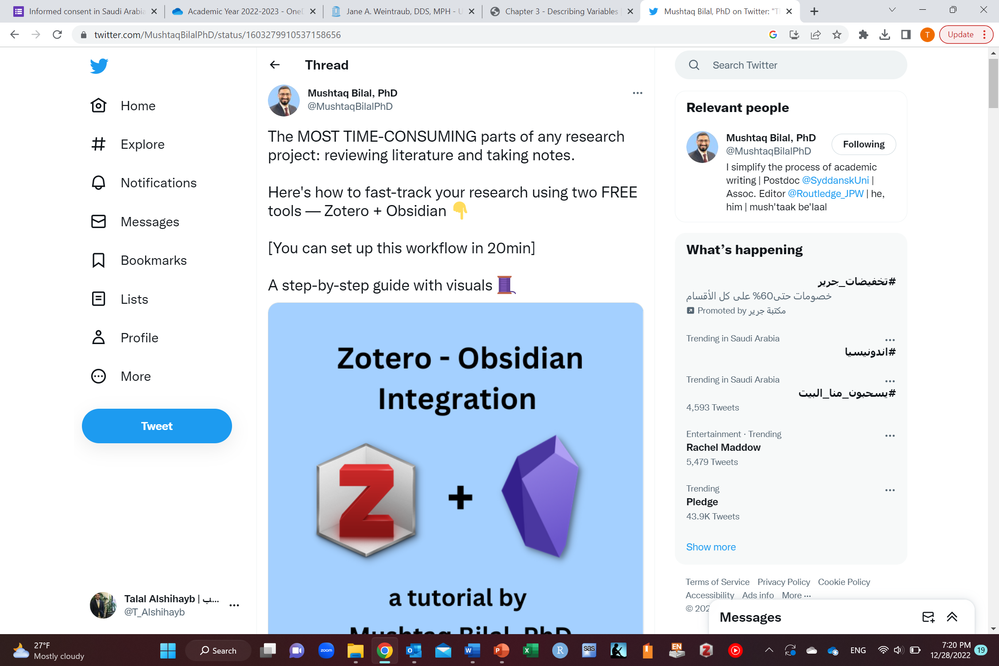 Informed consent in Saudi Arabia
Academic Year 2022-2023 - OneD
Jane A. Weintraub, DDS, MPH - U
Chapter 3 - Describing Variables
Mushtaq Bilal, PhD on Twitter: "Tl
twitter.com/MushtaqBilalPhD/status/1603279910537158656
T
Update
Home
Explore
Notifications
Messages
Bookmarks
Lists
Profile
More
Tweet
Talal Alshihayb | ب...
@T_Alshihayb
Thread
Mushtaq Bilal, PhD
@MushtaqBilalPhD
The MOST TIME-CONSUMING parts of any research
project: reviewing literature and taking notes.
Here's how to fast-track your research using two FREE
tools — Zotero + Obsidian 👇
[You can set up this workflow in 20min]
A step-by-step guide with visuals 🧵
Zotero - Obsidian
Integration
Z
+
a tutorial by
Mushtaq Bilal, PhD
Search Twitter
Relevant people
Mushtaq Bilal, PhD
@MushtaqBilalPhD
Following
I simplify the process of academic
writing | Postdoc @SyddanskUni |
Assoc. Editor @Routledge_JPW | he,
him | mush'taak be'laal
What's happening
#تخفيضات_جرير
خصومات حتى60% على كل الأقسام
Promoted by مكتبة جرير
Trending in Saudi Arabia
#اندونيسيا
Trending in Saudi Arabia
#يسحبون_منا_البيت
4,593 Tweets
Entertainment · Trending
Rachel Maddow
5,479 Tweets
Trending
Pledge
43.9K Tweets
Show more
Terms of Service Privacy Policy Cookie Policy
Accessibility Ads info More ...
© 202
Messages
27°F
Mostly cloudy
Search
zoom
O
W
P
X
R
sas
EN
Z
ENG
7:20 PM
12/28/2022
19